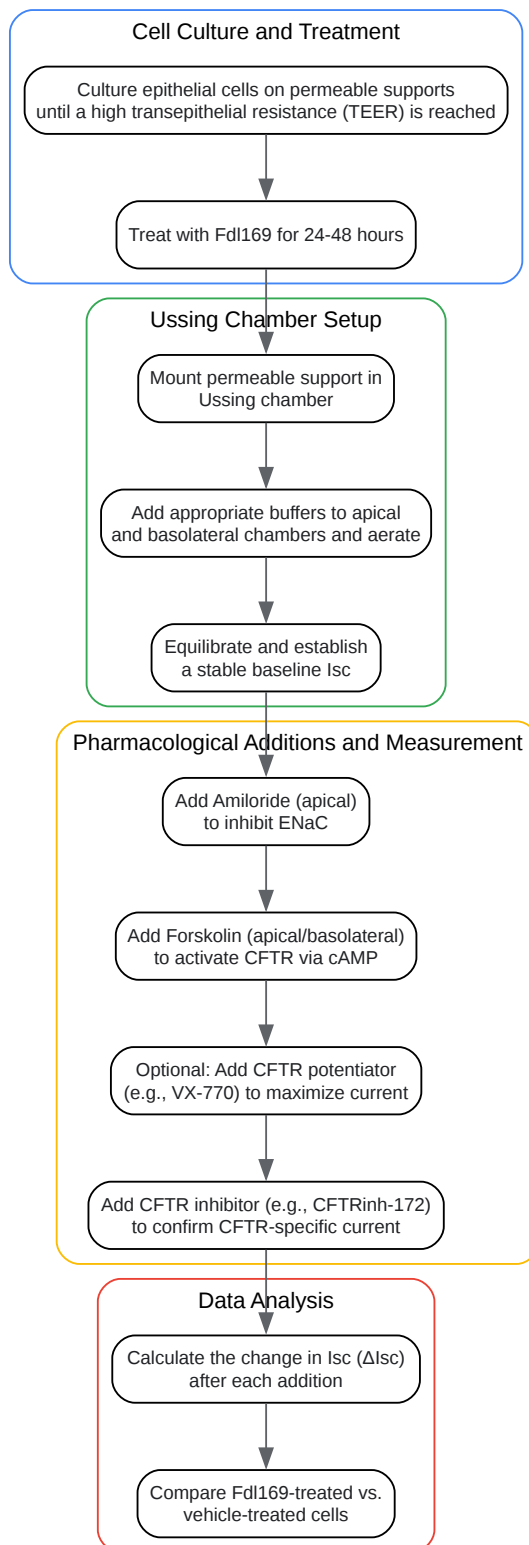 Cell Culture and Treatment
Culture epithelial cells on permeable supports
until a high transepithelial resistance (TEER) is reached
Treat with Fdl169 for 24-48 hours
Ussing Chamber Setup
Mount permeable support in
Ussing chamber
Add appropriate buffers to apical
and basolateral chambers and aerate
Equilibrate and establish
a stable baseline Isc
Pharmacological Additions and Measurement
Add Amiloride (apical)
to inhibit ENaC
Add Forskolin (apical/basolateral)
to activate CFTR via cAMP
Optional: Add CFTR potentiator
(e.g., VX-770) to maximize current
Add CFTR inhibitor (e.g., CFTRinh-172)
to confirm CFTR-specific current
Data Analysis
Calculate the change in Isc (ΔIsc)
after each addition
Compare Fdl169-treated vs.
vehicle-treated cells